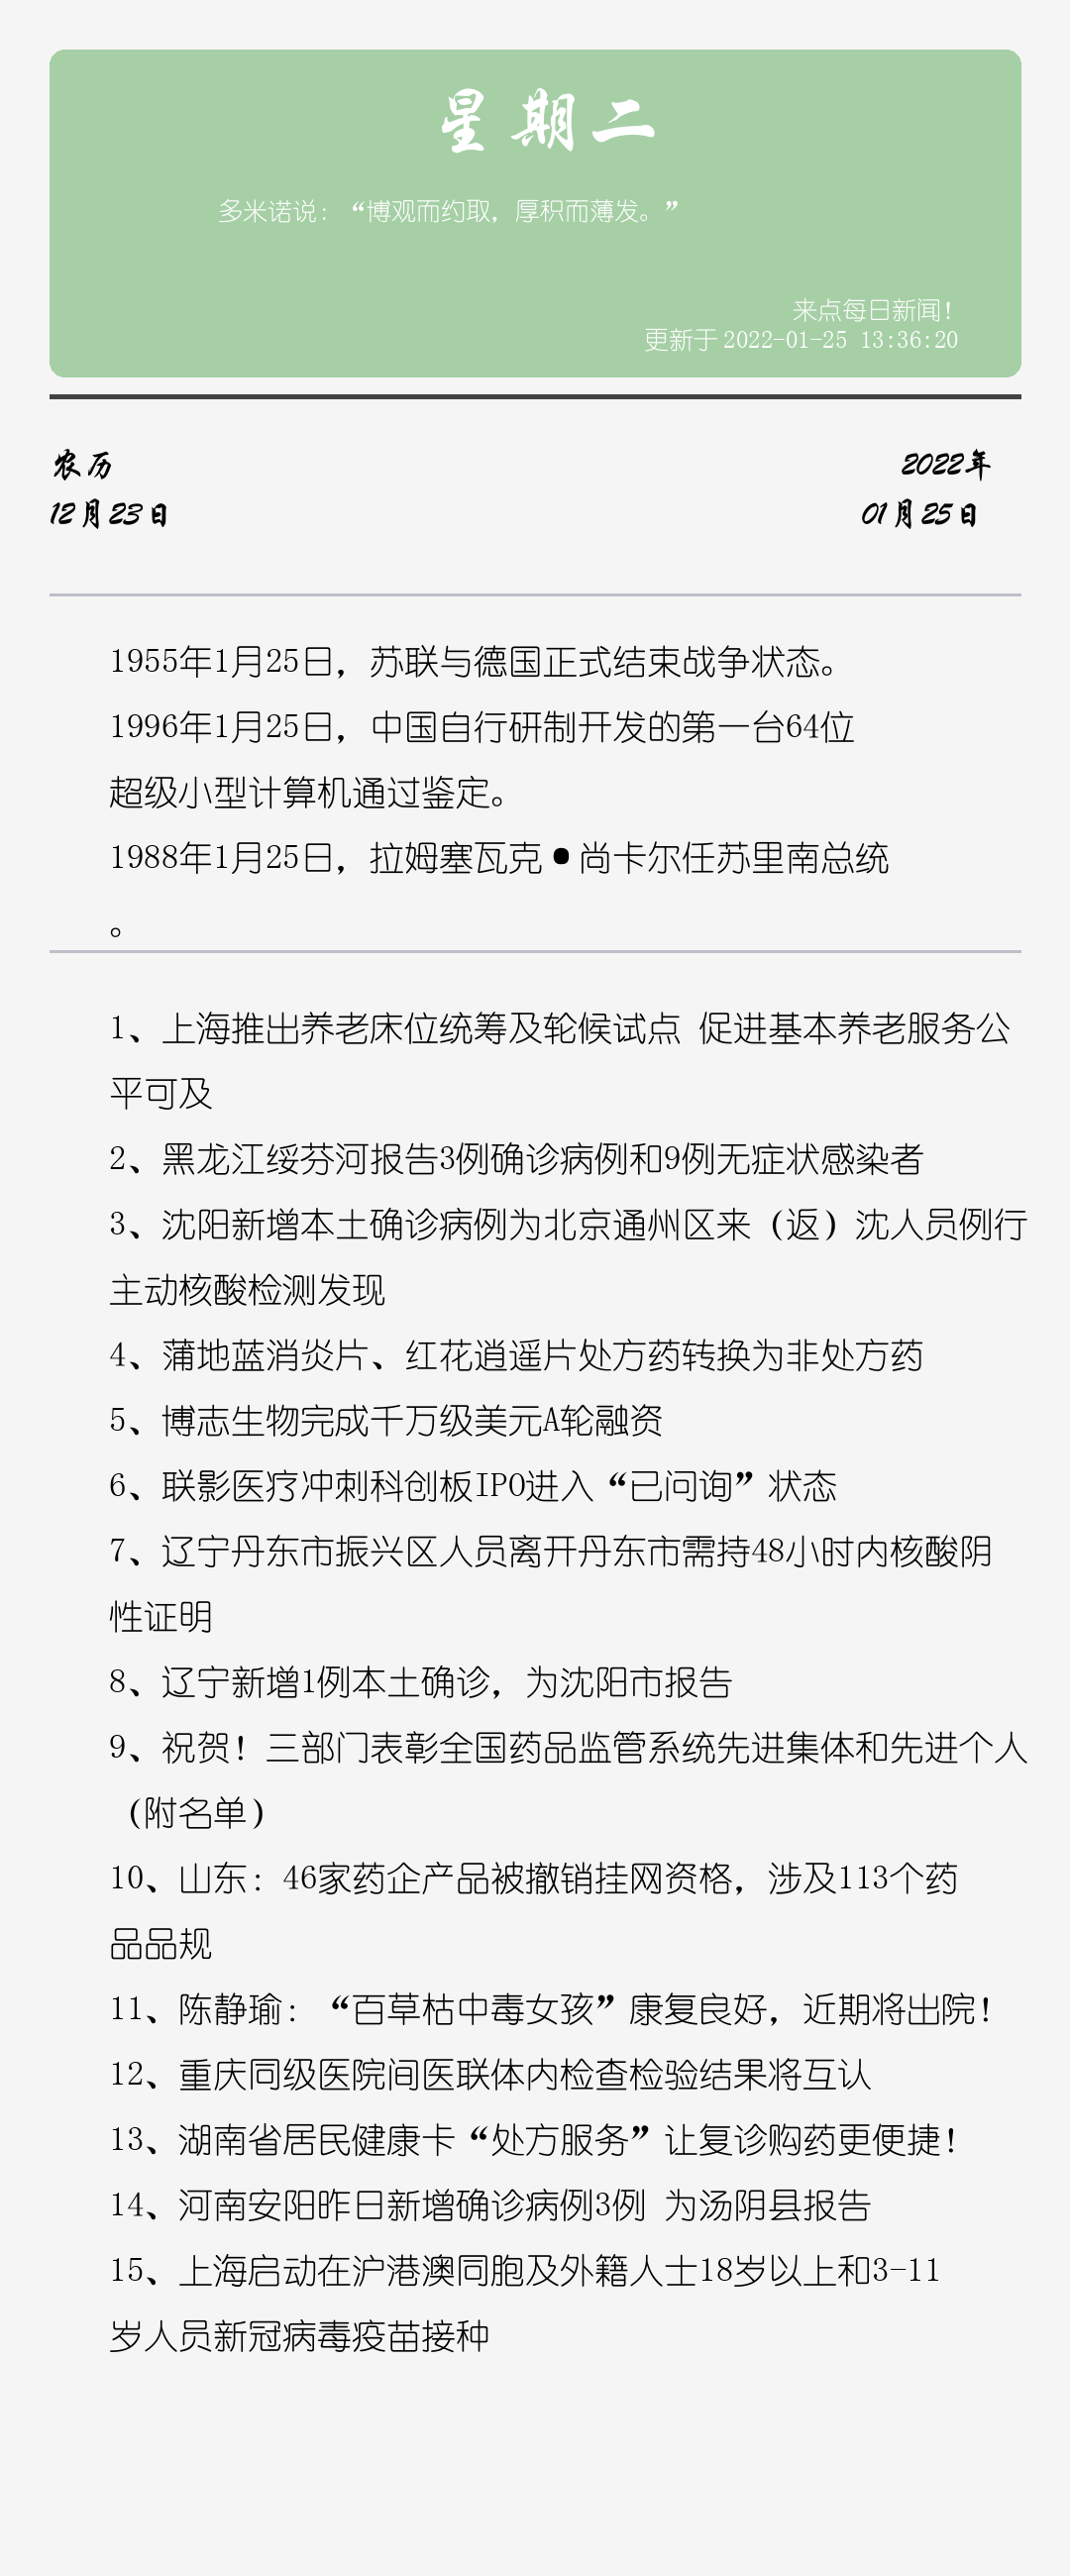 星期二
多米诺说：“博观而约取，厚积而薄发。”
来点每日新闻！
更新于2022-01-25 13:36:20
农历
2022年
12月23日
01月25日
1955年1月25日，苏联与德国正式结束战争状态。
1996年1月25日，中国自行研制开发的第一台64位
超级小型计算机通过鉴定。
1988年1月25日，拉姆塞瓦克•尚卡尔任苏里南总统
。
1、上海推出养老床位统筹及轮候试点 促进基本养老服务公
平可及
2、黑龙江绥芬河报告3例确诊病例和9例无症状感染者
3、沈阳新增本土确诊病例为北京通州区来（返）沈人员例行
主动核酸检测发现
4、蒲地蓝消炎片、红花逍遥片处方药转换为非处方药
5、博志生物完成千万级美元A轮融资
6、联影医疗冲刺科创板IPO进入“已问询”状态
7、辽宁丹东市振兴区人员离开丹东市需持48小时内核酸阴
性证明
8、辽宁新增1例本土确诊，为沈阳市报告
9、祝贺！三部门表彰全国药品监管系统先进集体和先进个人
（附名单）
10、山东：46家药企产品被撤销挂网资格，涉及113个药
品品规
11、陈静瑜：“百草枯中毒女孩”康复良好，近期将出院！
12、重庆同级医院间医联体内检查检验结果将互认
13、湖南省居民健康卡“处方服务”让复诊购药更便捷！
14、河南安阳昨日新增确诊病例3例 为汤阴县报告
15、上海启动在沪港澳同胞及外籍人士18岁以上和3-11
岁人员新冠病毒疫苗接种